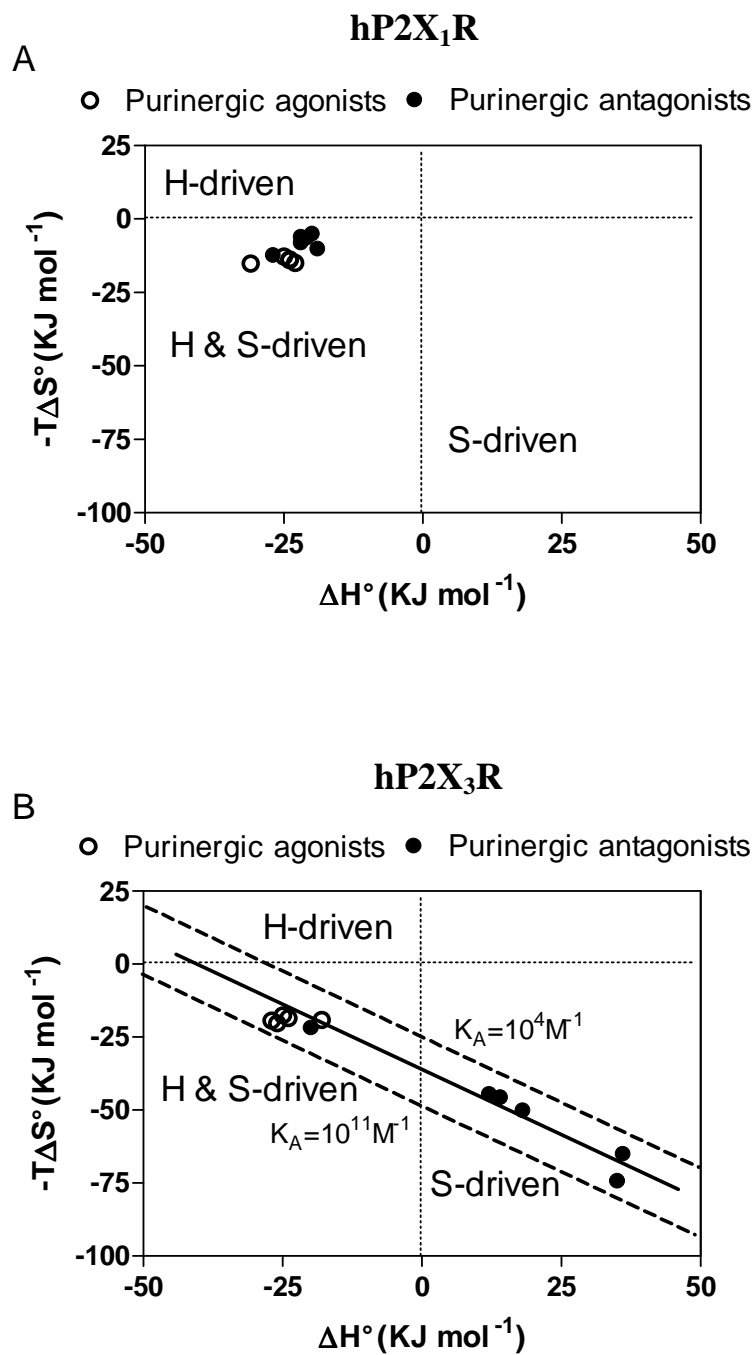 hP2X₁R
A
Purinergic agonists Purinergic antagonists
25
H-driven
0
-25
H & S-driven
-50
-75
S-driven
-100
-50 -25 0 25 50
-TΔS° (KJ mol⁻¹)
ΔH° (KJ mol⁻¹)
hP2X₃R
B
Purinergic agonists Purinergic antagonists
25
H-driven
0
-25
K_A=10⁴M⁻¹
-50
H & S-driven
K_A=10¹¹M⁻¹
-75
S-driven
-100
-50 -25 0 25 50
-TΔS° (KJ mol⁻¹)
ΔH° (KJ mol⁻¹)